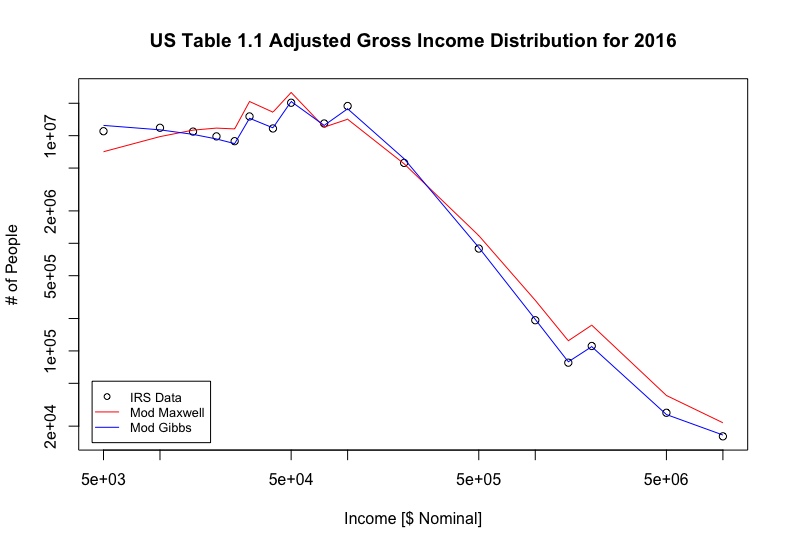 US Table 1.1 Adjusted Gross Income Distribution for 2016
# of People
1e+07
2e+06
5e+05
1e+05
2e+04
IRS Data
Mod Maxwell
Mod Gibbs
5e+03 5e+04 5e+05 5e+06
Income [$ Nominal]